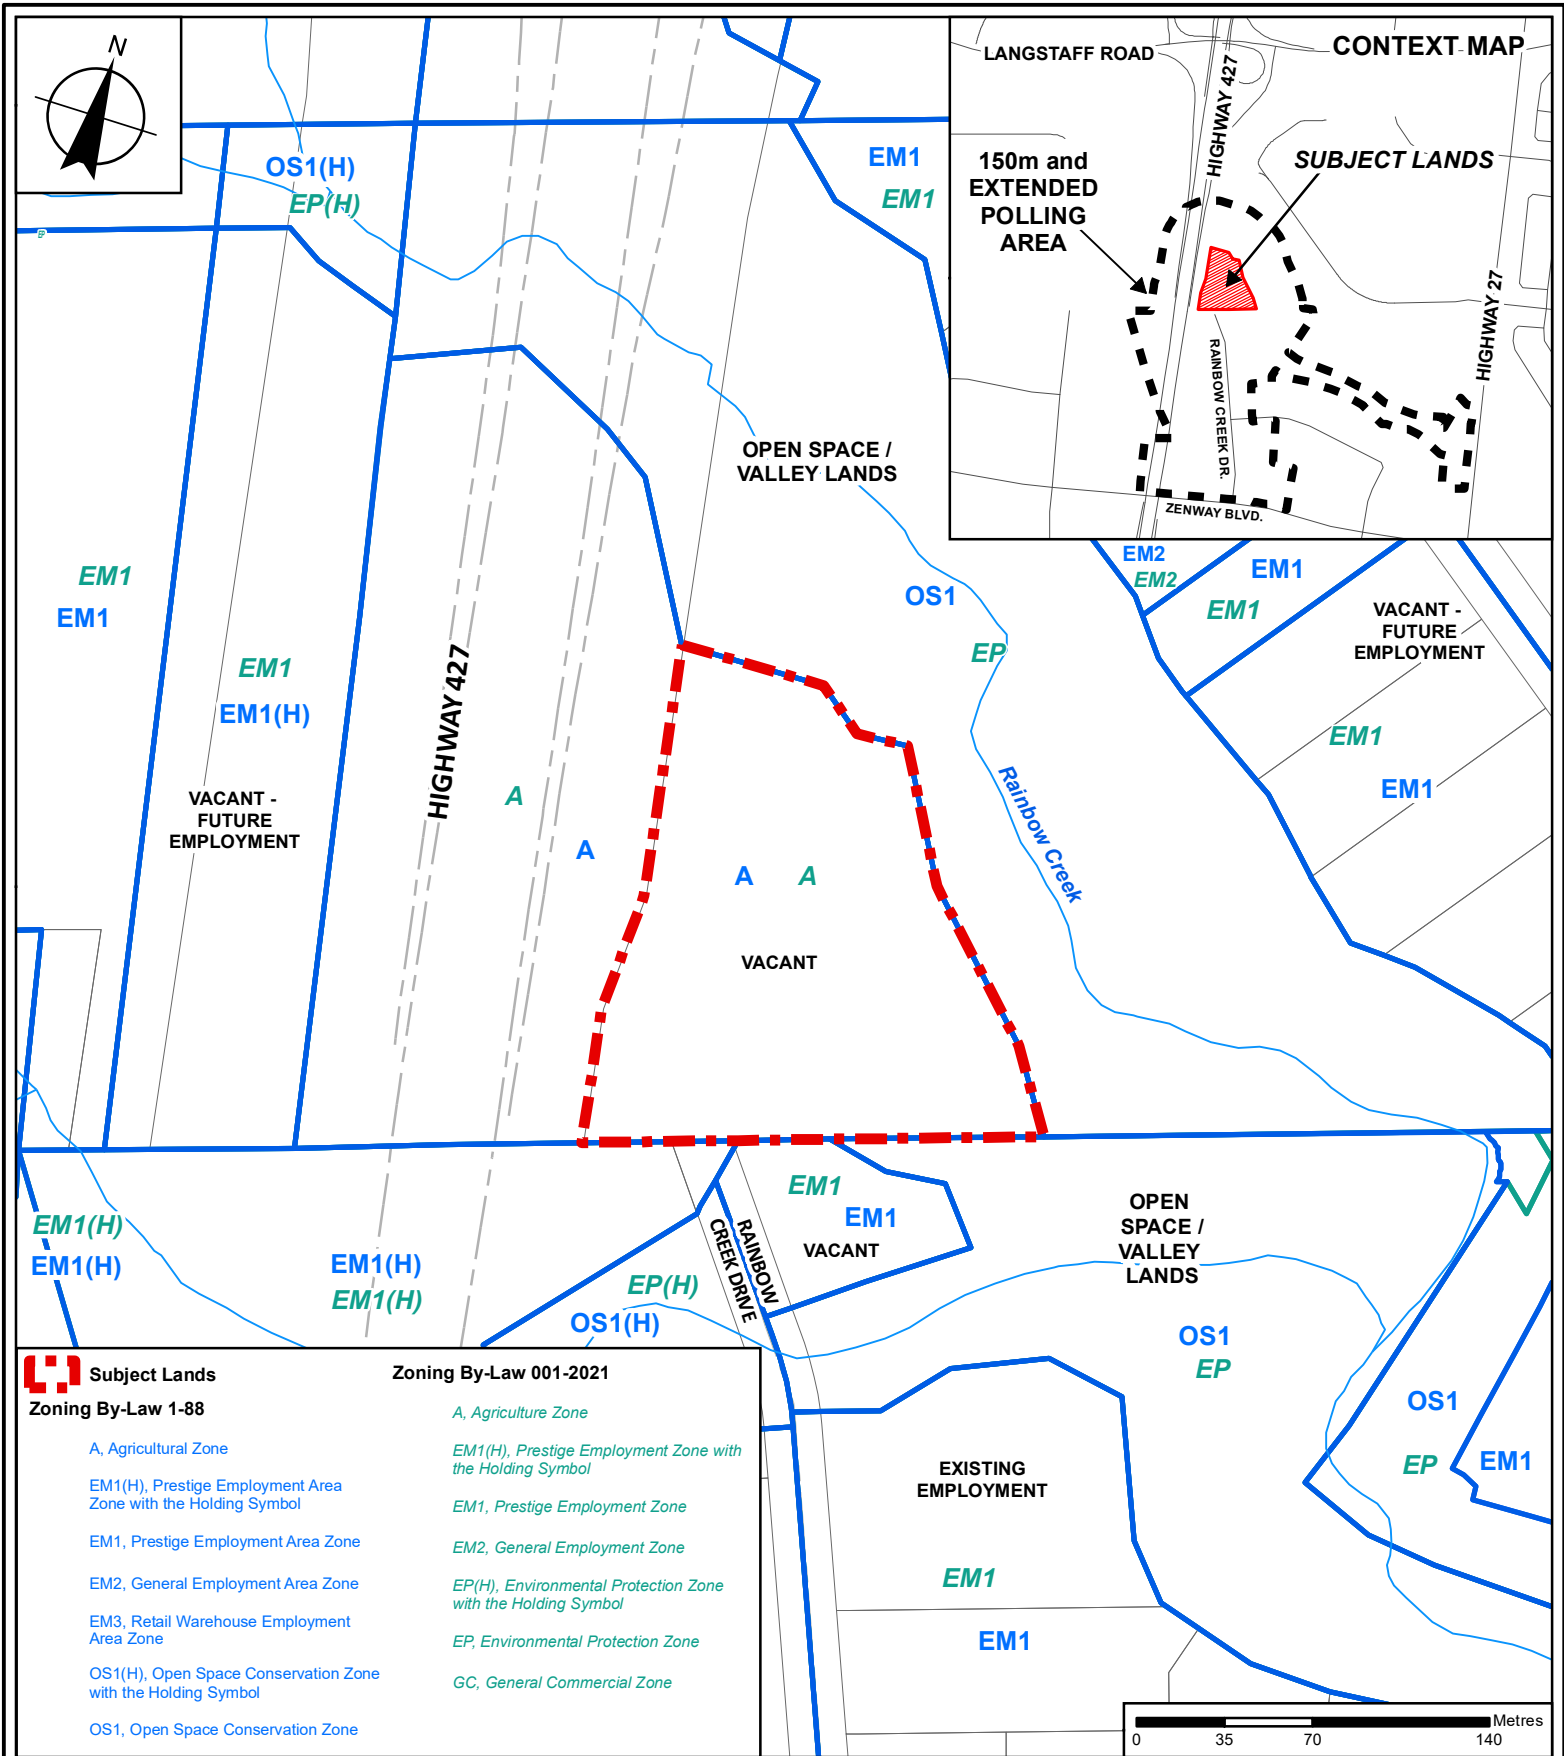 N
CONTEXT MAP
LANGSTAFF ROAD
HIGHWAY 427
150m and
EXTENDED
POLLING
AREA
SUBJECT LANDS
HIGHWAY 27
RAINBOW CREEK DR.
ZENWAY BLVD.
OS1(H)
EP(H)
EP
EM1
EM1
OPEN SPACE /
VALLEY LANDS
EM1
EM1
OS1
EP
EM2
EM2
EM1
EM1
VACANT -
FUTURE
EMPLOYMENT
EM1
EM1
EM1
EM1(H)
VACANT -
FUTURE
EMPLOYMENT
HIGHWAY 427
A
A
A
A
VACANT
Rainbow Creek
EM1(H)
EM1(H)
EM1(H)
EM1(H)
EP(H)
OS1(H)
RAINBOW
CREEK DRIVE
EM1
EM1
VACANT
OPEN
SPACE /
VALLEY
LANDS
OS1
EP
OS1
EP
EM1
EXISTING
EMPLOYMENT
EM1
EM1
Subject Lands
Zoning By-Law 1-88
A, Agricultural Zone
EM1(H), Prestige Employment Area
Zone with the Holding Symbol
EM1, Prestige Employment Area Zone
EM2, General Employment Area Zone
EM3, Retail Warehouse Employment
Area Zone
OS1(H), Open Space Conservation Zone
with the Holding Symbol
OS1, Open Space Conservation Zone
Zoning By-Law 001-2021
A, Agriculture Zone
EM1(H), Prestige Employment Zone with
the Holding Symbol
EM1, Prestige Employment Zone
EM2, General Employment Zone
EP(H), Environmental Protection Zone
with the Holding Symbol
EP, Environmental Protection Zone
GC, General Commercial Zone
Metres
0 35 70 140